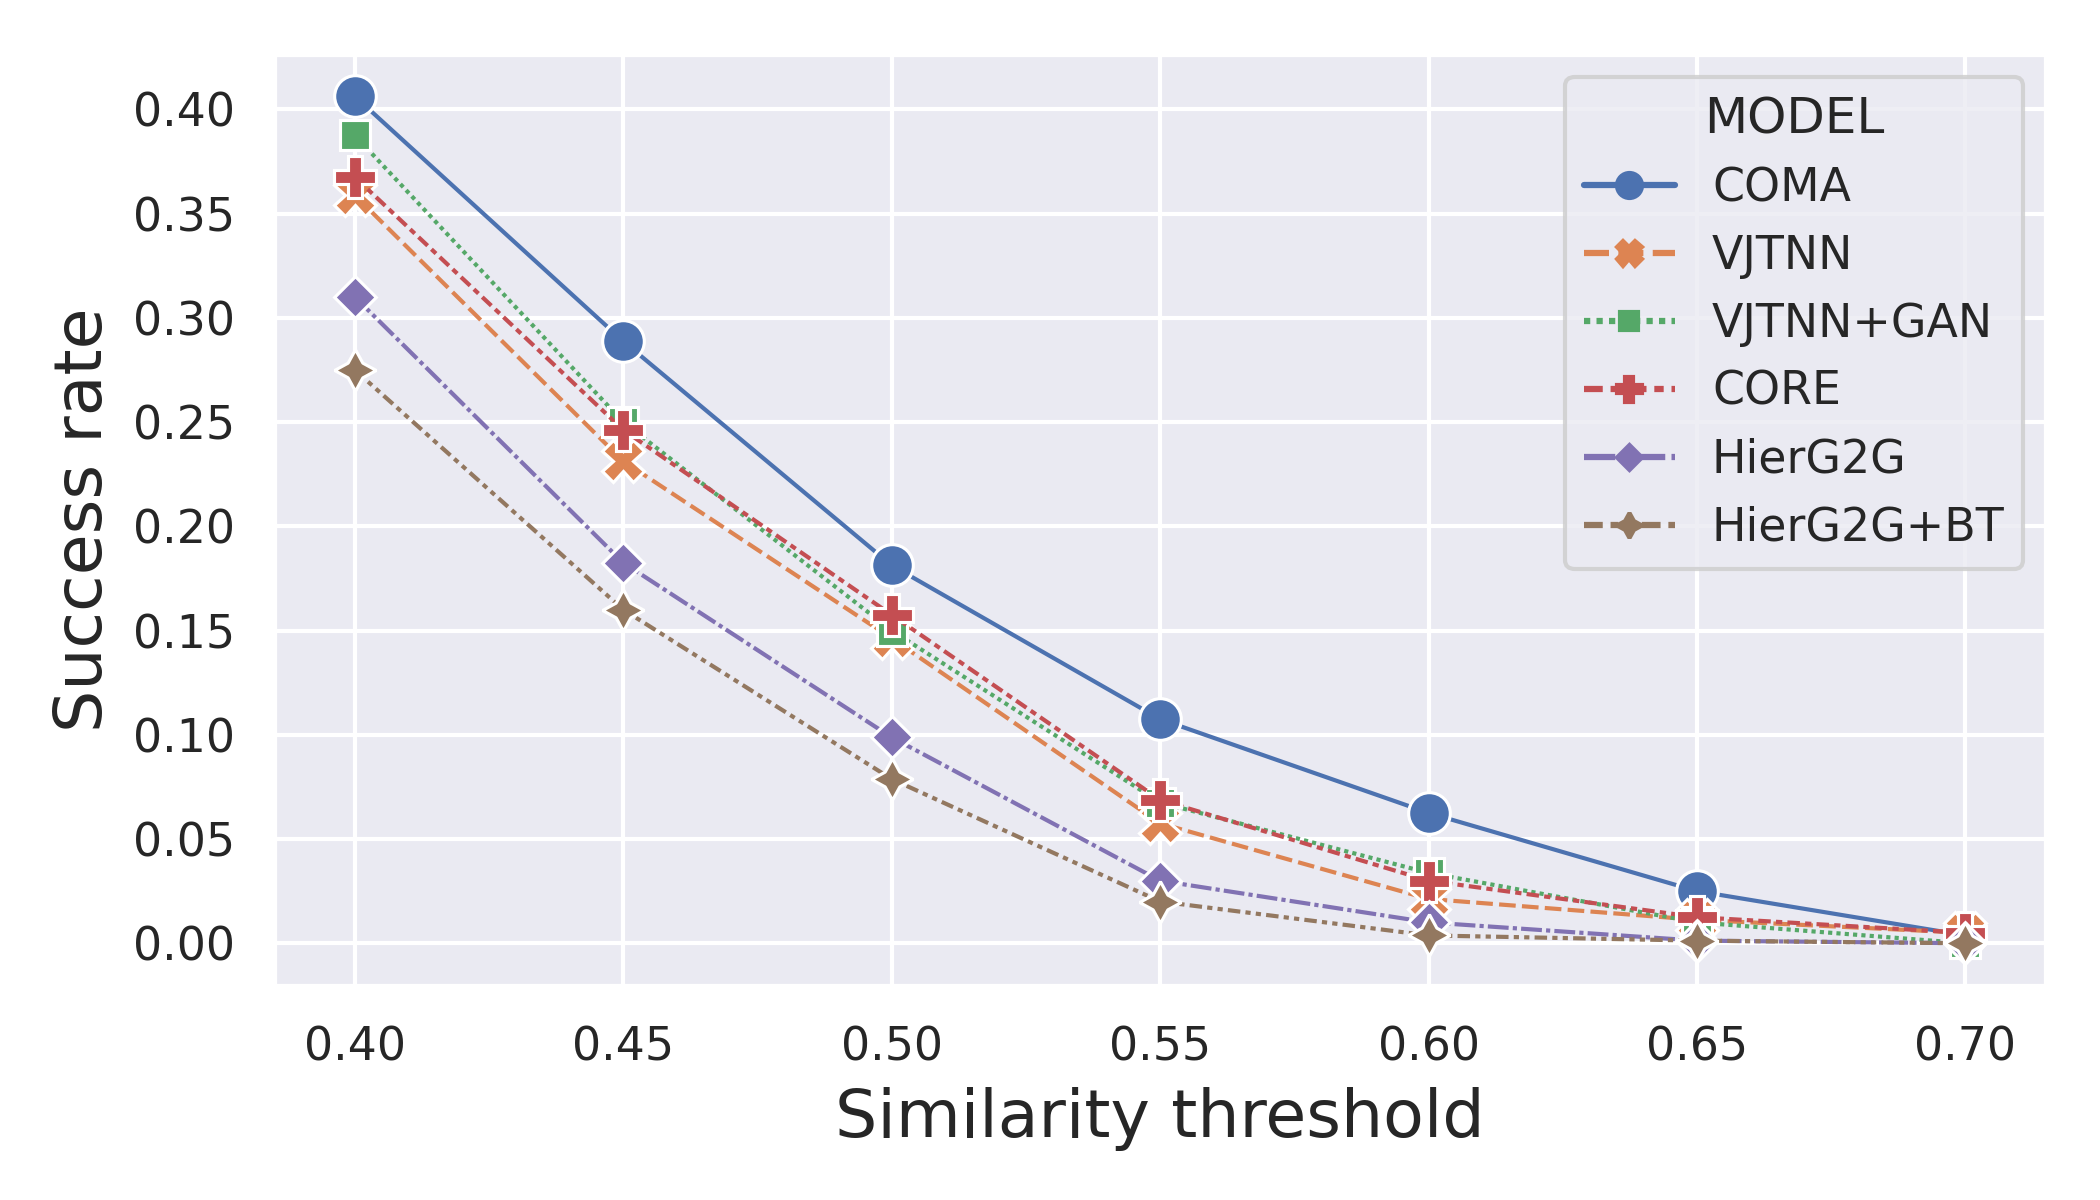 Success rate
0.40
0.35
0.30
0.25
0.20
0.15
0.10
0.05
0.00
MODEL
COMA
VJTNN
VJTNN+GAN
CORE
HierG2G
HierG2G+BT
0.40 0.45 0.50 0.55 0.60 0.65 0.70
Similarity threshold